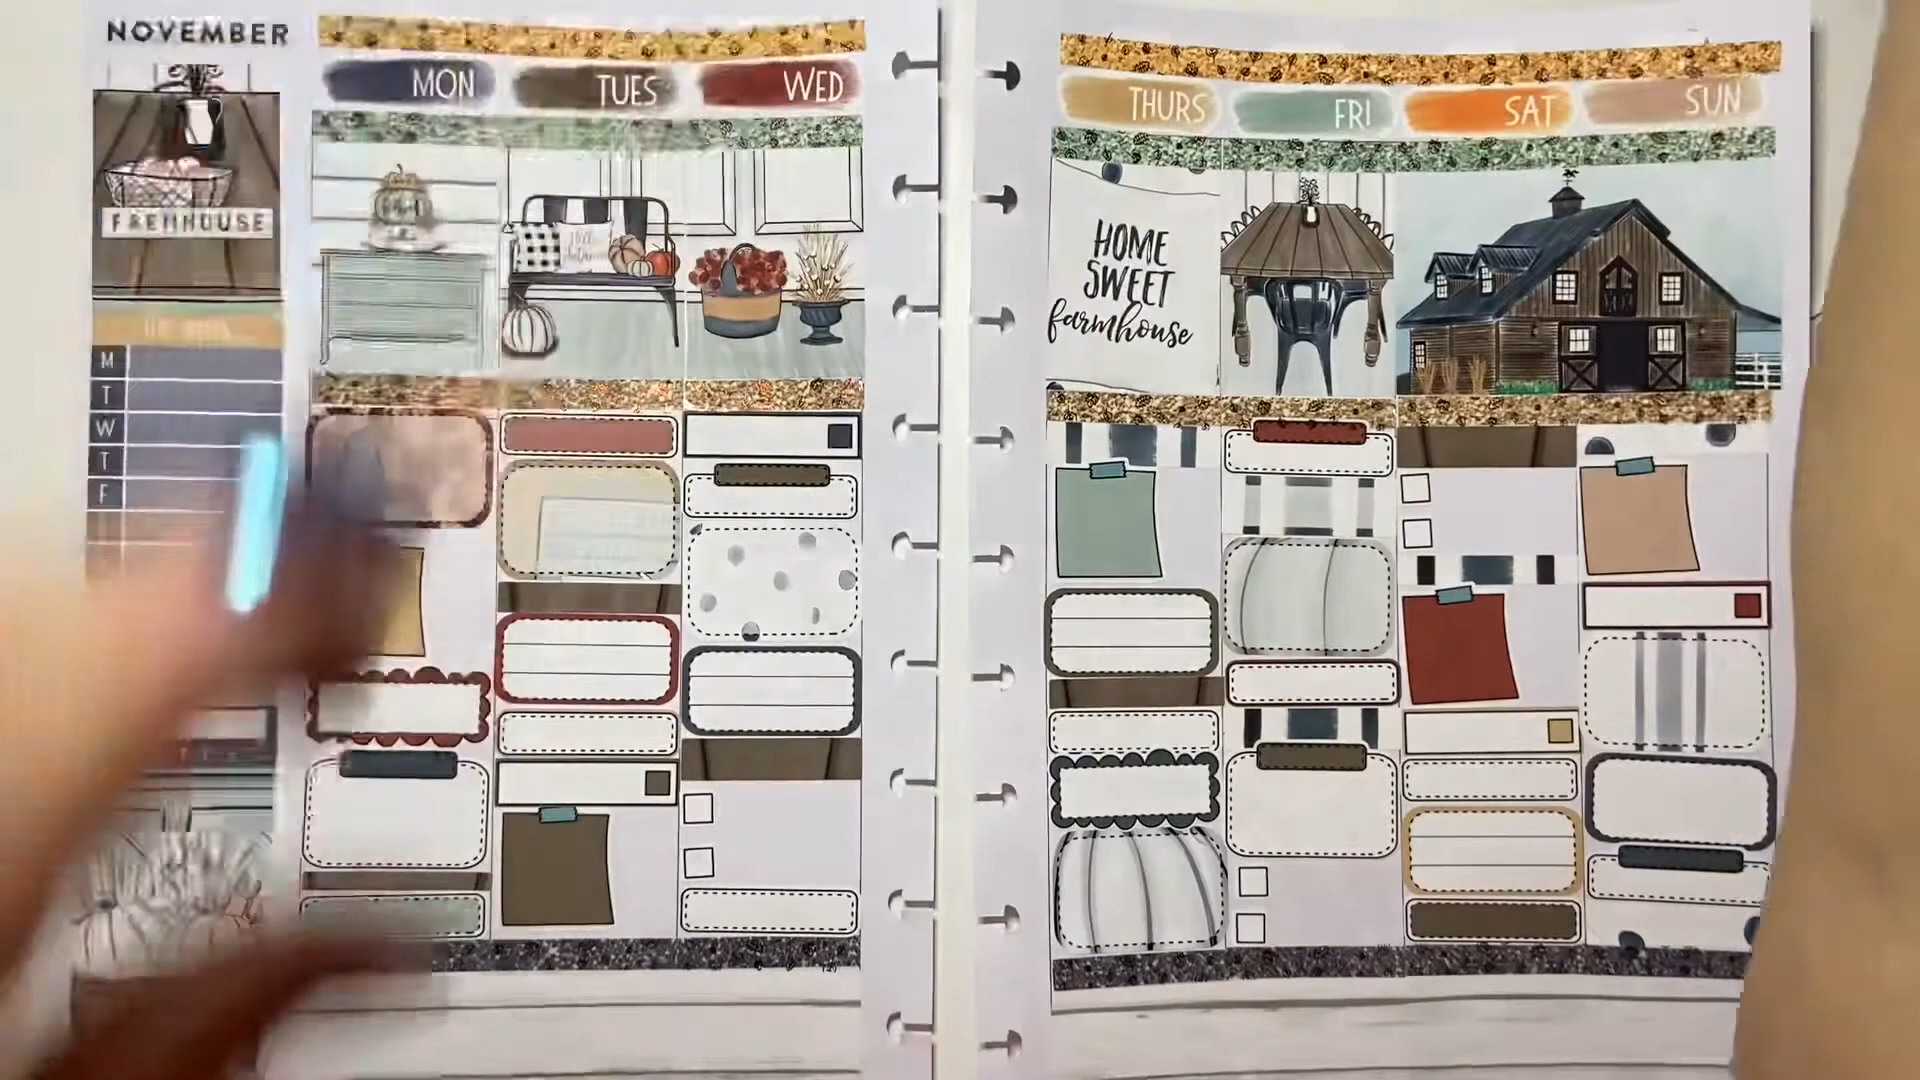 NOVEMBER
MON
TUES
WED
THURS
FRI
SAT
SUN
FARMHOUSE
HOME
SWEET
farmhouse
M
T
W
T
F